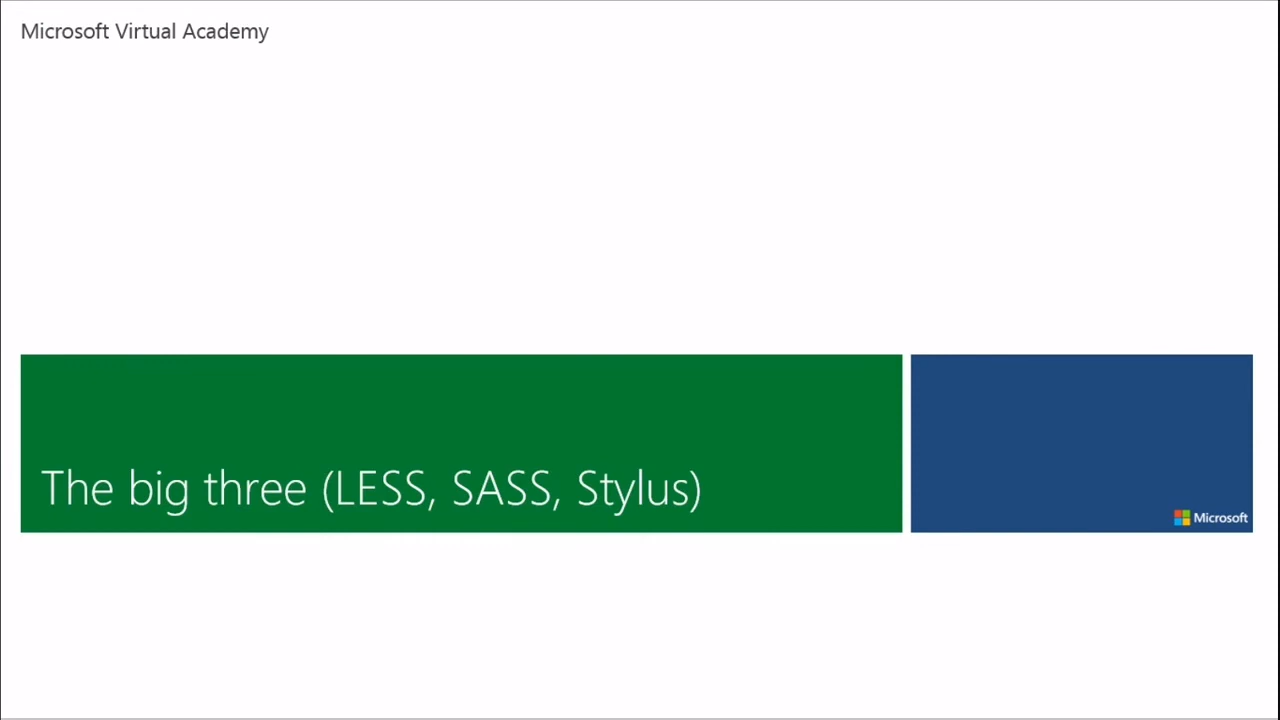 Microsoft Virtual Academy
The big three (LESS, SASS, Stylus)
Microsoft